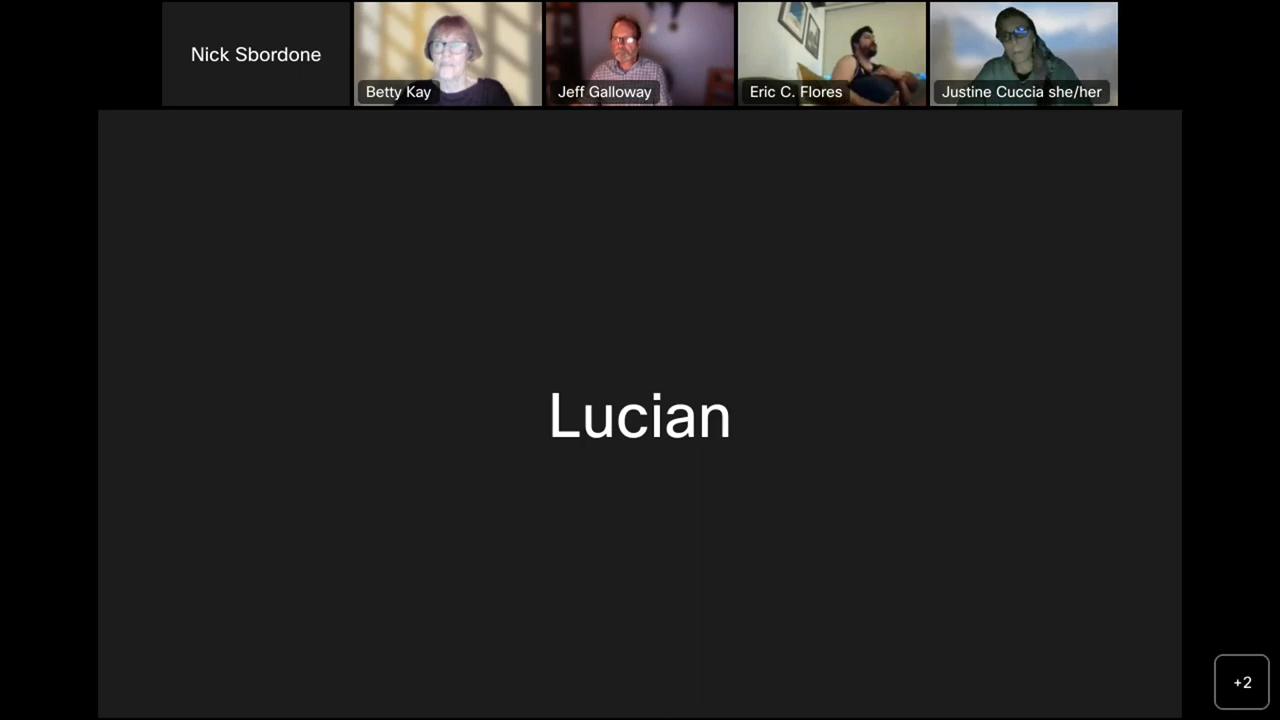 Nick Sbordone
Betty Kay
Jeff Galloway
Eric C. Flores
Justine Cuccia she/her
Lucian
+2